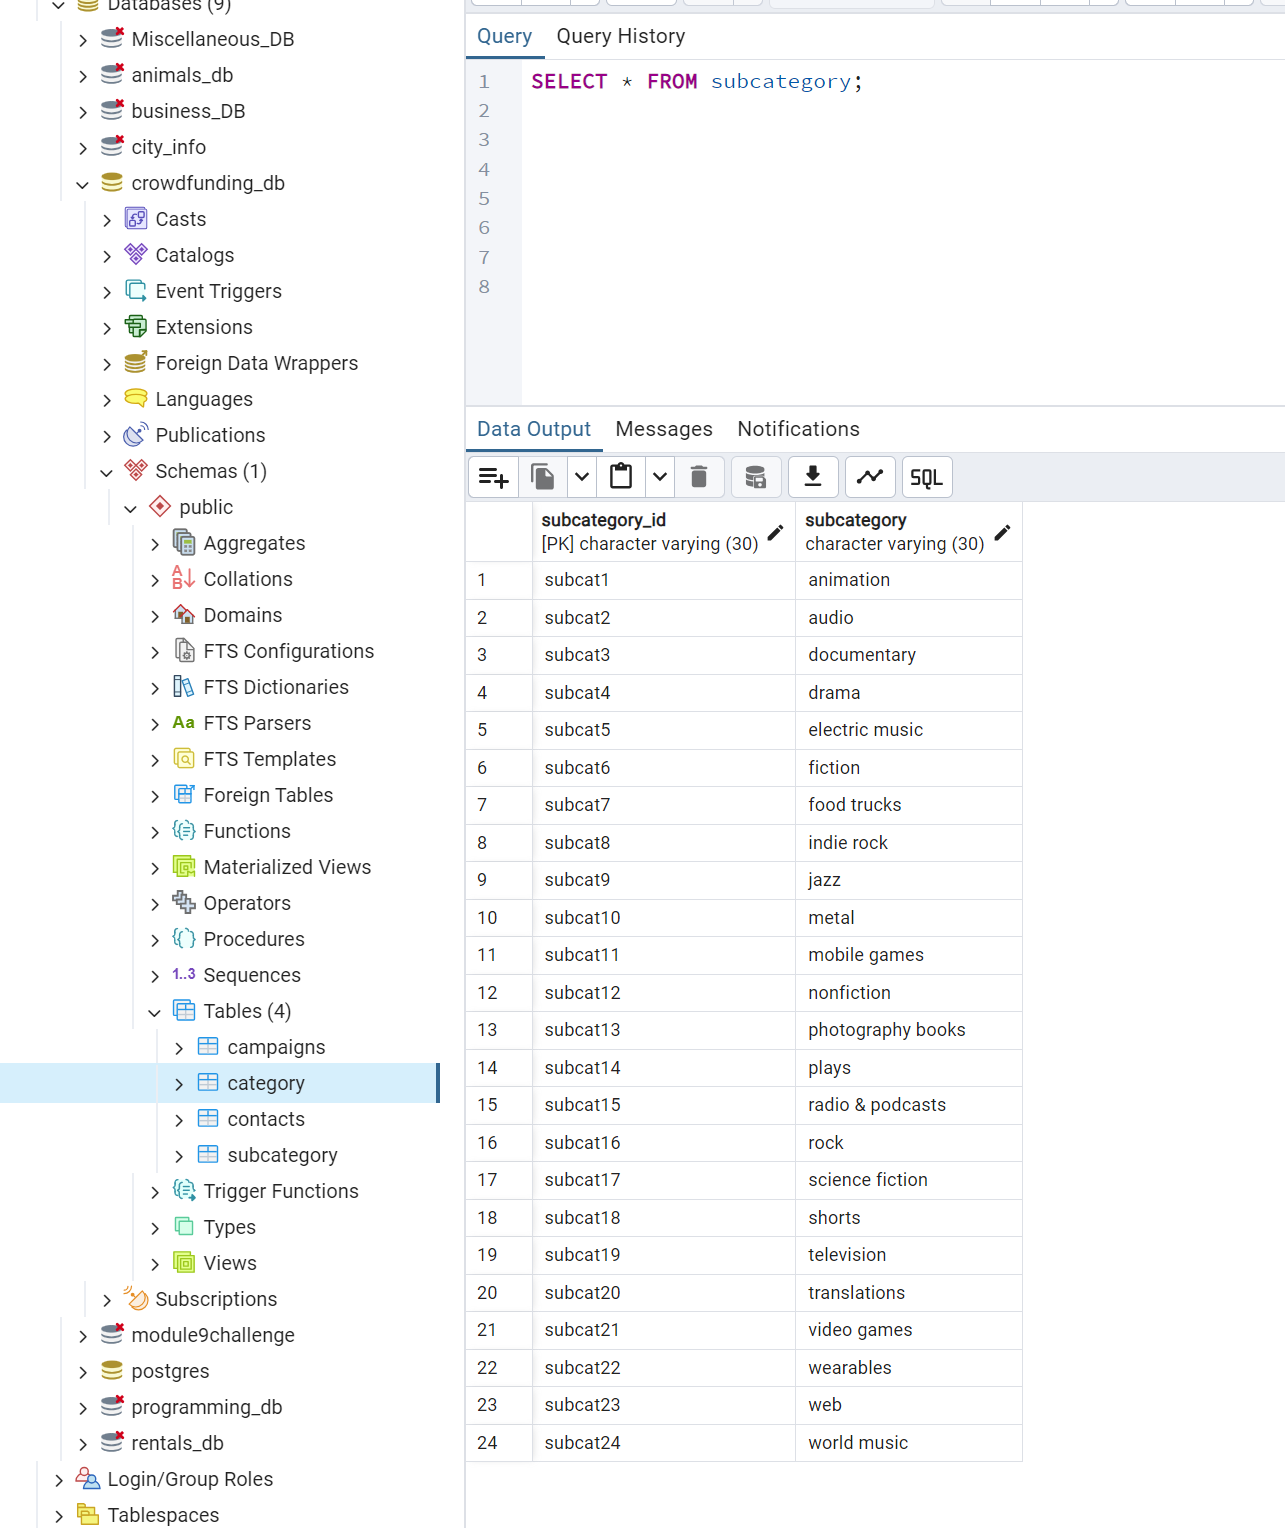 Databases (9)
Miscellaneous_DB
animals_db
business_DB
city_info
crowdfunding_db
Casts
Catalogs
Event Triggers
Extensions
Foreign Data Wrappers
Languages
Publications
Schemas (1)
public
Aggregates
Collations
Domains
FTS Configurations
FTS Dictionaries
Aa FTS Parsers
FTS Templates
Foreign Tables
Functions
Materialized Views
Operators
Procedures
1..3 Sequences
Tables (4)
campaigns
category
contacts
subcategory
Trigger Functions
Types
Views
Subscriptions
module9challenge
postgres
programming_db
rentals_db
Login/Group Roles
Tablespaces
Query Query History
1 SELECT * FROM subcategory;
2
3
4
5
6
7
8
Data Output Messages Notifications
SQL
subcategory_id subcategory
[PK] character varying (30) character varying (30)
1 subcat1 animation
2 subcat2 audio
3 subcat3 documentary
4 subcat4 drama
5 subcat5 electric music
6 subcat6 fiction
7 subcat7 food trucks
8 subcat8 indie rock
9 subcat9 jazz
10 subcat10 metal
11 subcat11 mobile games
12 subcat12 nonfiction
13 subcat13 photography books
14 subcat14 plays
15 subcat15 radio & podcasts
16 subcat16 rock
17 subcat17 science fiction
18 subcat18 shorts
19 subcat19 television
20 subcat20 translations
21 subcat21 video games
22 subcat22 wearables
23 subcat23 web
24 subcat24 world music